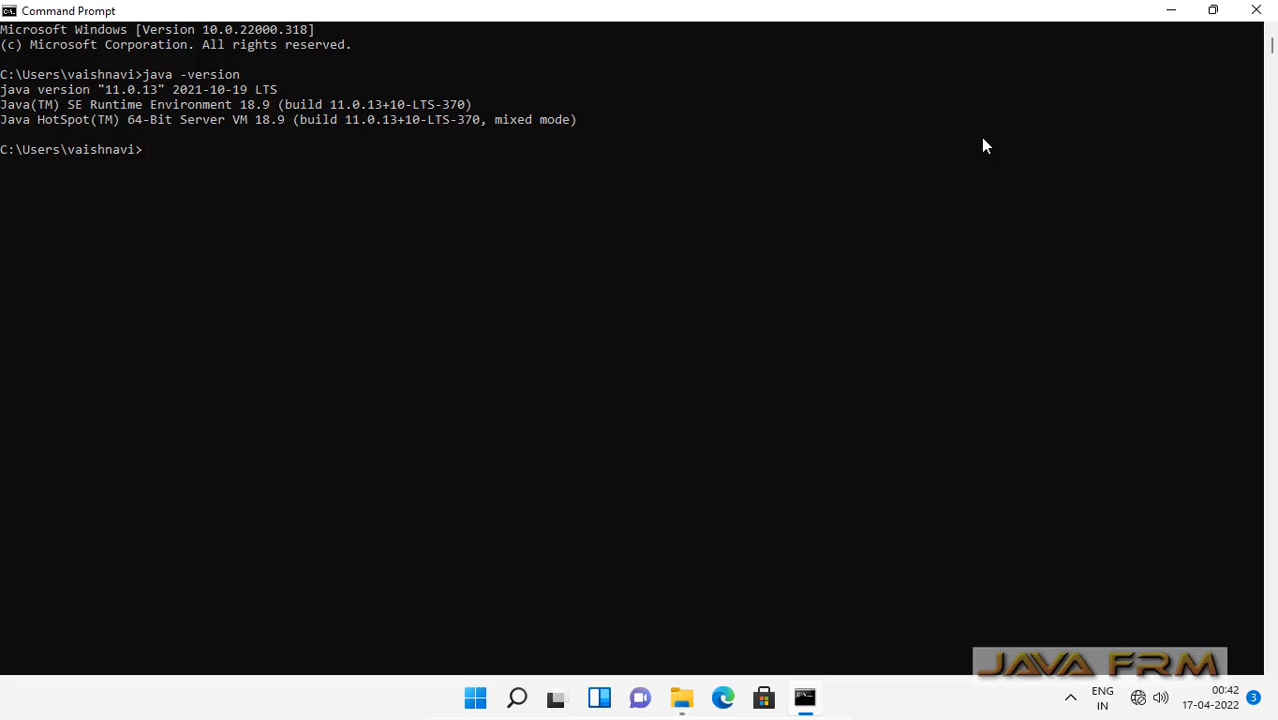 Command Prompt
Microsoft Windows [Version 10.0.22000.318]
(c) Microsoft Corporation. All rights reserved.
C:\Users\vaishnavi>java -version
java version "11.0.13" 2021-10-19 LTS
Java(TM) SE Runtime Environment 18.9 (build 11.0.13+10-LTS-370)
Java HotSpot(TM) 64-Bit Server VM 18.9 (build 11.0.13+10-LTS-370, mixed mode)
C:\Users\vaishnavi>
JAVA FRM
ENG
IN
00:42
17-04-2022
3